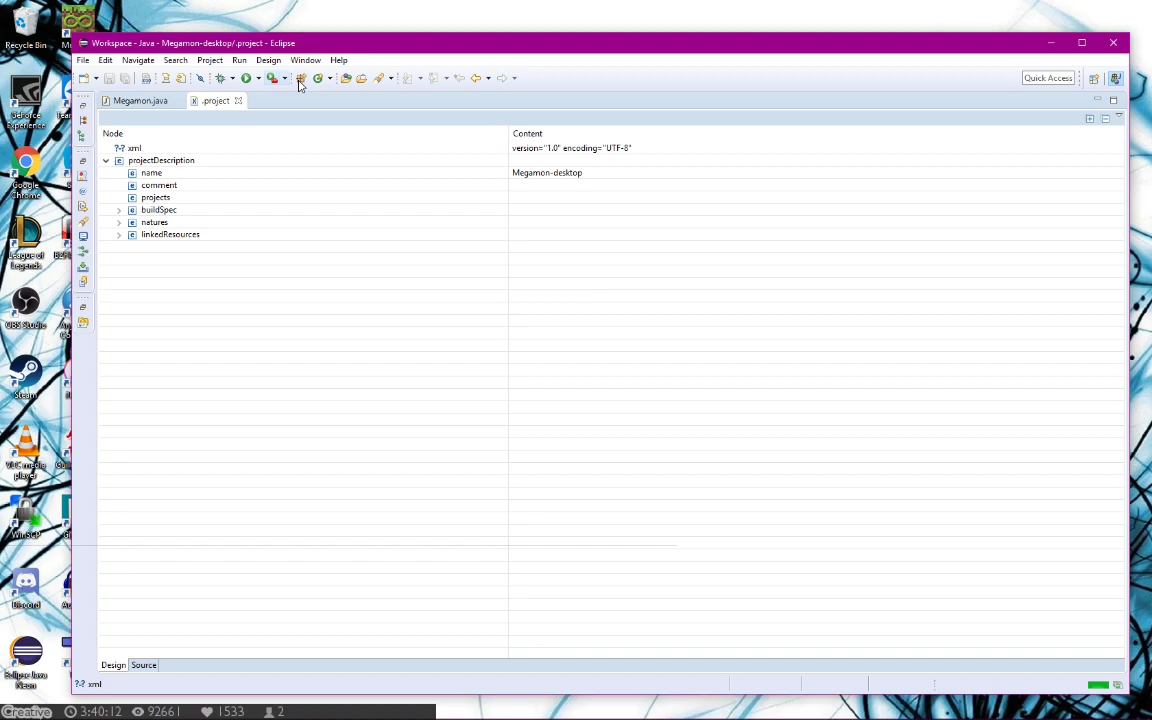 Recycle Bin
Workspace - Java - Megamon-desktop/.project - Eclipse
File Edit Navigate Search Project Run Design Window Help
Quick Access
Megamon.java
.project
Node Content
?-? xml version="1.0" encoding="UTF-8"
e projectDescription
e name Megamon-desktop
e comment
e projects
e buildSpec
e natures
e linkedResources
GeForce
Experience
Google
Chrome
League of
Legends
OBS Studio
Steam
VLC media
player
WinSCP
Discord
Eclipse Java
Neon
Design Source
?-? xml
Creative 3:40:12 92661 1533 2